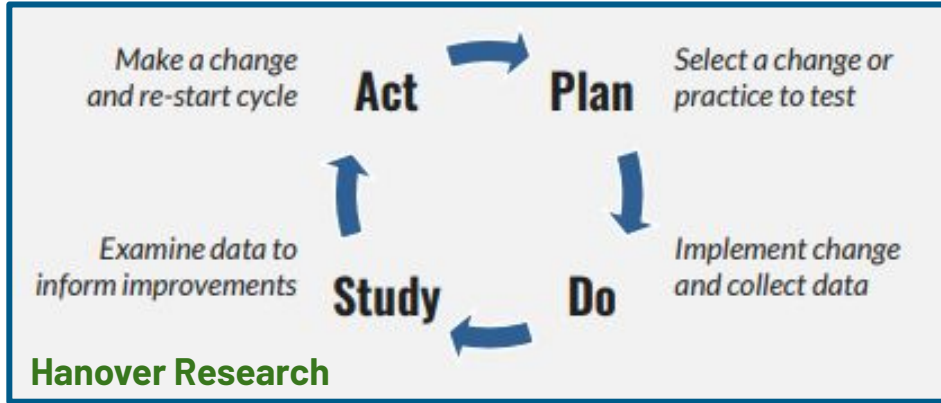 Make a change
and re-start cycle
Act
Plan
Select a change or
practice to test
Examine data to
inform improvements
Study
Do
Implement change
and collect data
Hanover Research